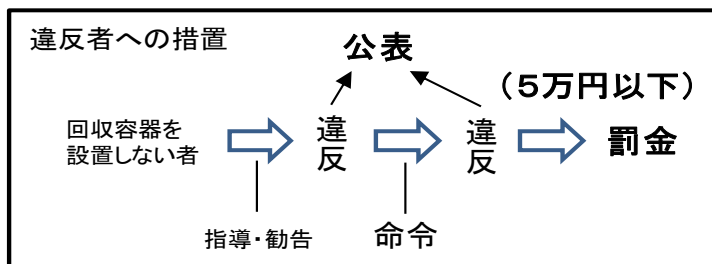 違反者への措置
公表
(5万円以下)
回収容器を
設置しない者
違反
違反
罰金
指導・勧告
命令